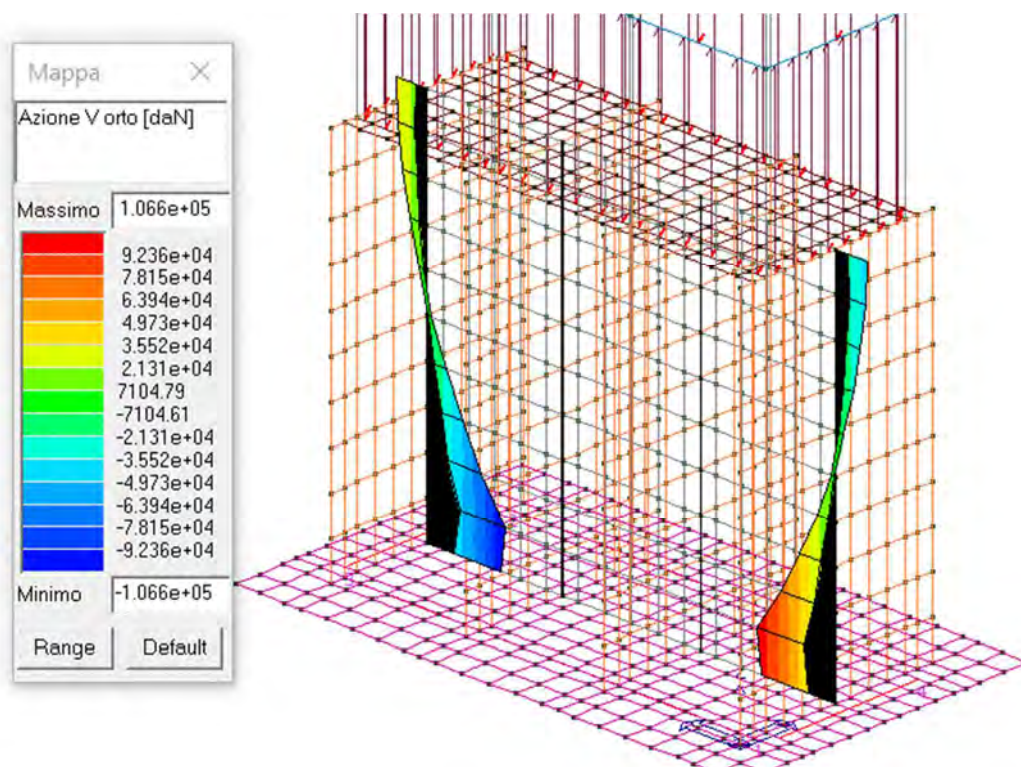 Mappa
Azione V orto [daN]
Massimo 1.066e+05
9.236e+04
7.815e+04
6.394e+04
4.973e+04
3.552e+04
2.131e+04
7104.79
-7104.61
-2.131e+04
-3.552e+04
-4.973e+04
-6.394e+04
-7.815e+04
-9.236e+04
Minimo -1.066e+05
Range Default